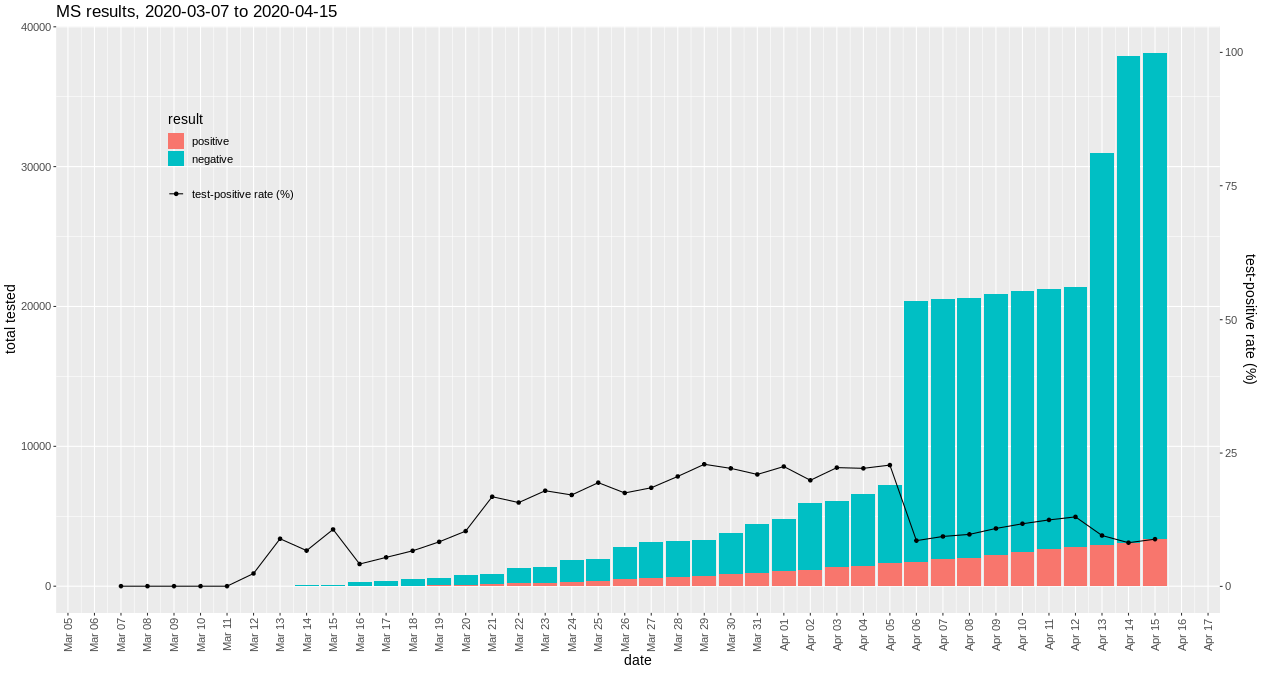 MS results, 2020-03-07 to 2020-04-15
40000
30000
20000
10000
0
total tested
result
positive
negative
test-positive rate (%)
100
75
50
25
0
test-positive rate (%)
Mar 05
Mar 06
Mar 07
Mar 08
Mar 09
Mar 10
Mar 11
Mar 12
Mar 13
Mar 14
Mar 15
Mar 16
Mar 17
Mar 18
Mar 19
Mar 20
Mar 21
Mar 22
Mar 23
Mar 24
Mar 25
Mar 26
Mar 27
Mar 28
Mar 29
Mar 30
Mar 31
Apr 01
Apr 02
Apr 03
Apr 04
Apr 05
Apr 06
Apr 07
Apr 08
Apr 09
Apr 10
Apr 11
Apr 12
Apr 13
Apr 14
Apr 15
Apr 16
Apr 17
date